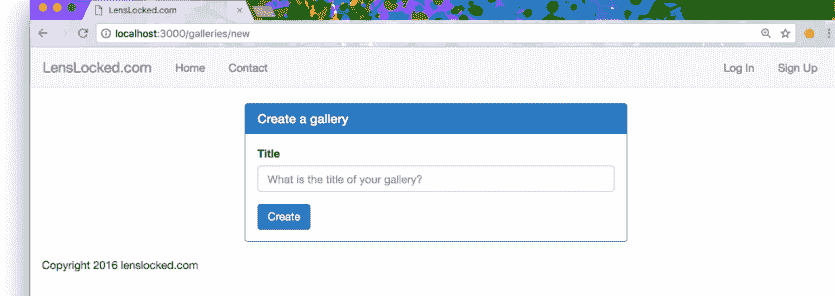 LensLocked.com
localhost:3000/galleries/new
LensLocked.com Home Contact Log In Sign Up
Create a gallery
Title
What is the title of your gallery?
Create
Copyright 2016 lenslocked.com